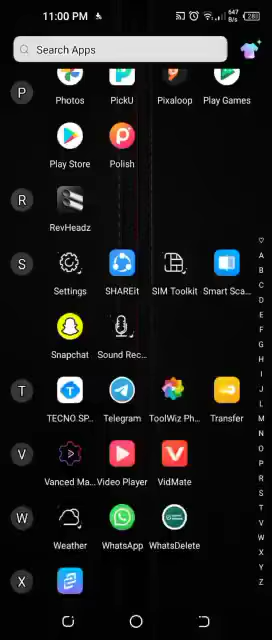 11:00 PM
647
B/s
28
Search Apps
P
Photos PickU Pixaloop Play Games
Play Store Polish
R
RevHeadz
S
Settings SHAREit SIM Toolkit Smart Sca...
Snapchat Sound Rec...
T
TECNO SP... Telegram ToolWiz Ph... Transfer
V
Vanced Ma... Video Player VidMate
W
Weather WhatsApp WhatsDelete
X
A
B
C
D
E
F
G
H
I
J
L
M
N
O
P
R
S
T
V
W
X
Y
Z